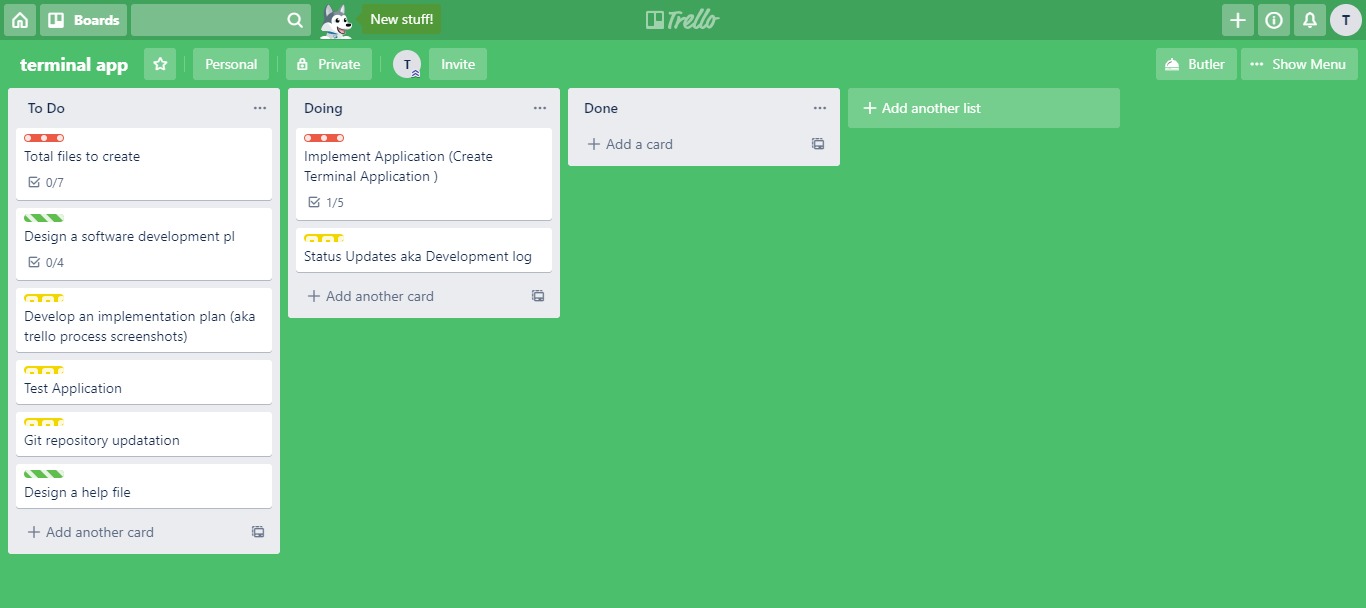 Boards
New stuff!
Trello
T
terminal app
Personal
Private
T
Invite
Butler
Show Menu
To Do
Total files to create
0/7
Design a software development pl
0/4
Develop an implementation plan (aka
trello process screenshots)
Test Application
Git repository updatation
Design a help file
Add another card
Doing
Implement Application (Create
Terminal Application )
1/5
Status Updates aka Development log
Add another card
Done
Add a card
Add another list